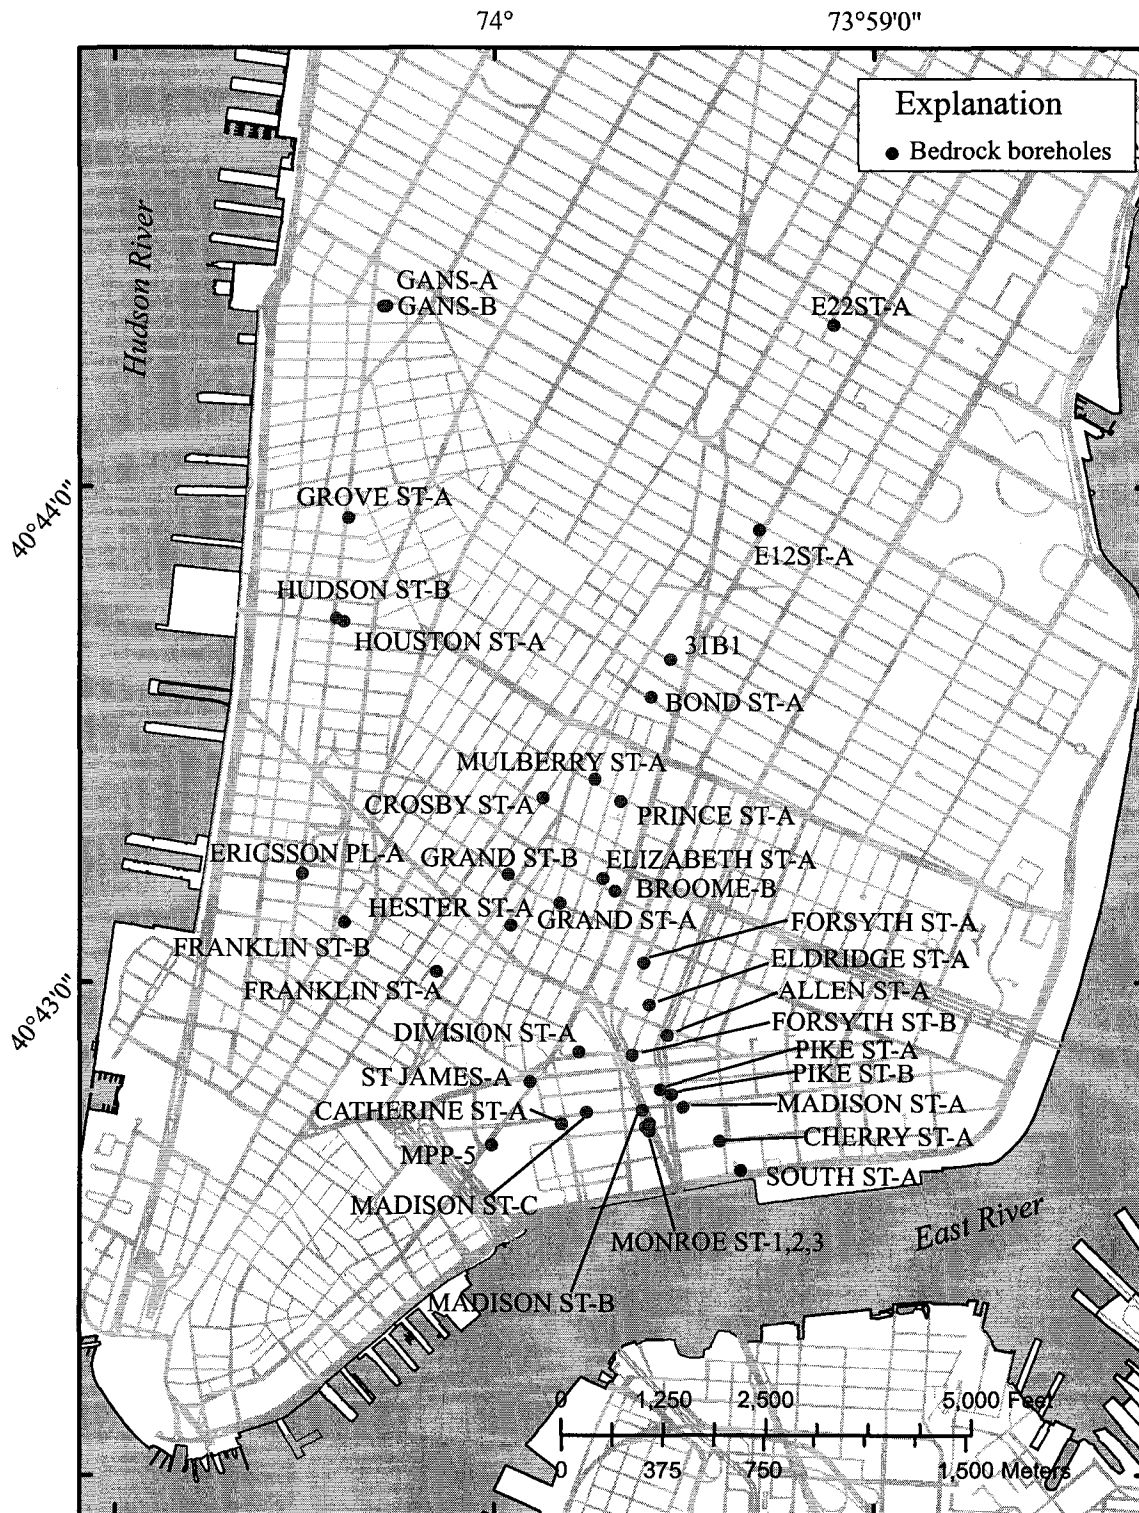 74°
73°59'0"
Explanation
Bedrock boreholes
Hudson River
GANS-A
GANS-B
E22ST-A
40°44'0"
GROVE ST-A
E12ST-A
HUDSON ST-B
HOUSTON ST-A
3IB1
BOND ST-A
MULBERRY ST-A
CROSBY ST-A
PRINCE ST-A
ERICSSON PL-A
GRAND ST-B
ELIZABETH ST-A
BROOME-B
HESTER ST-A
GRAND ST-A
FORSYTH ST-A
FRANKLIN ST-B
ELDRIDGE ST-A
FRANKLIN ST-A
ALLEN ST-A
40°43'0"
FORSYTH ST-B
DIVISION ST-A
PIKE ST-A
PIKE ST-B
ST JAMES-A
MADISON ST-A
CATHERINE ST-A
CHERRY ST-A
MPP-5
SOUTH ST-A
MADISON ST-C
East River
MONROE ST-1,2,3
MADISON ST-B
0 1,250 2,500 5,000 Feet
0 375 750 1,500 Meters